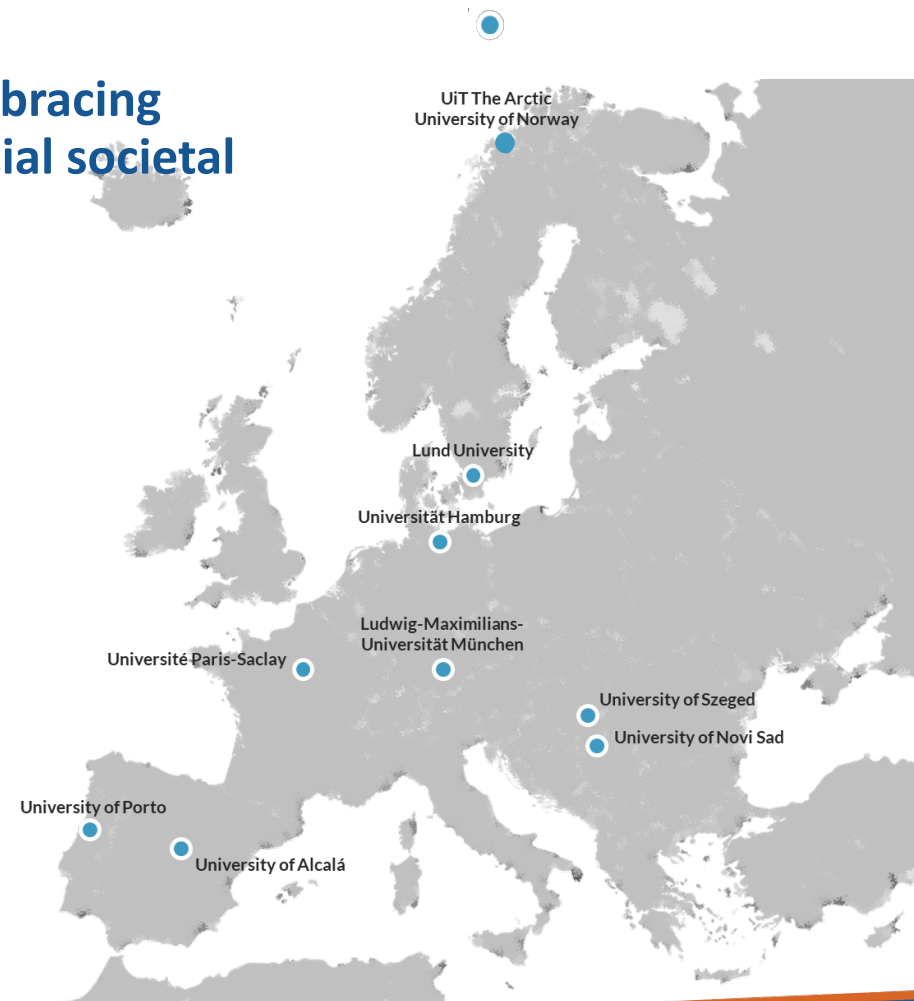 bracing
ial societal
UiT The Arctic
University of Norway
Lund University
Universität Hamburg
Ludwig-Maximilians-
Universität München
Université Paris-Saclay
University of Szeged
University of Novi Sad
University of Porto
University of Alcalá